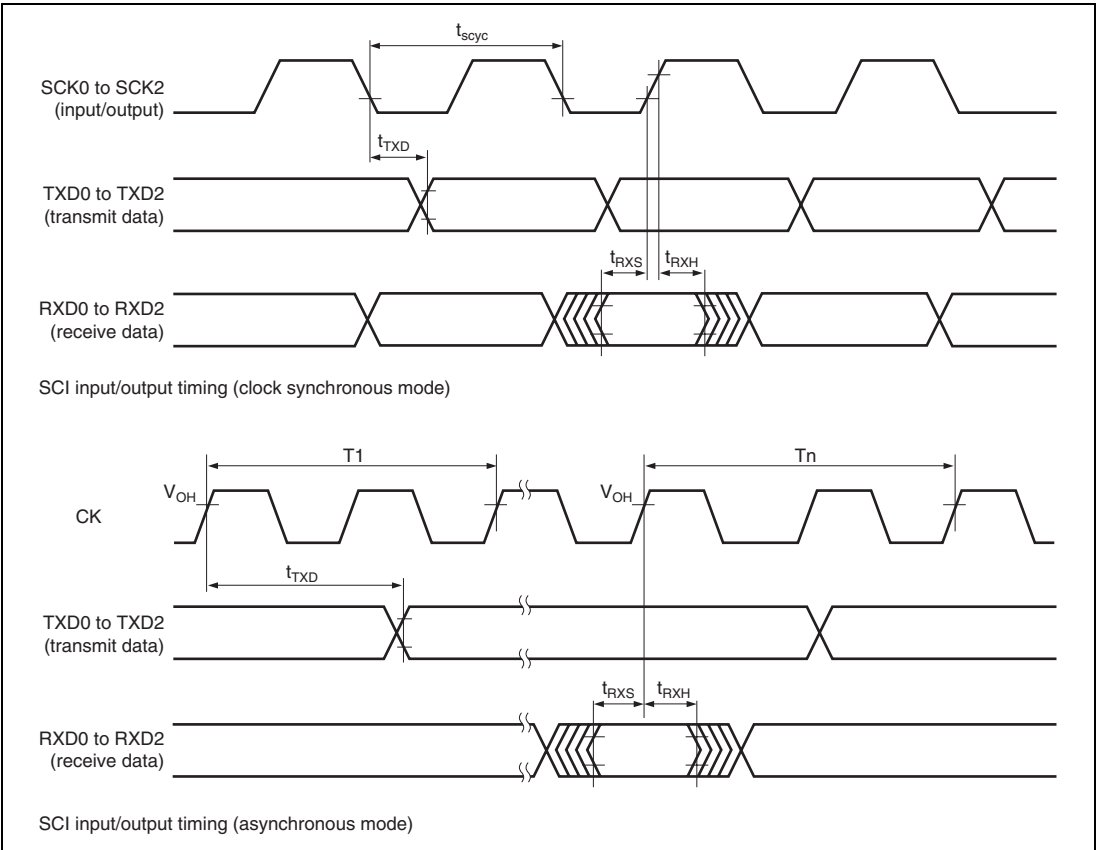 tscyc
SCK0 to SCK2
(input/output)
tTXD
TXD0 to TXD2
(transmit data)
tRXS
tRXH
RXD0 to RXD2
(receive data)
SCI input/output timing (clock synchronous mode)
T1
Tn
VOH
VOH
CK
tTXD
TXD0 to TXD2
(transmit data)
tRXS
tRXH
RXD0 to RXD2
(receive data)
SCI input/output timing (asynchronous mode)